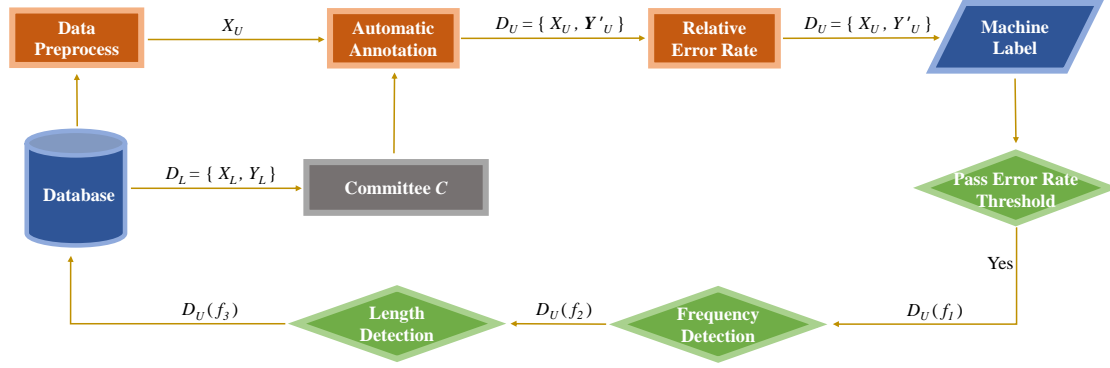 Data
Preprocess
X_U
Automatic
Annotation
D_U = { X_U, Y'_U }
Relative
Error Rate
D_U = { X_U, Y'_U }
Machine
Label
Database
D_L = { X_L, Y_L }
Committee C
Pass Error Rate
Threshold
Yes
D_U(f_1)
Frequency
Detection
D_U(f_2)
Length
Detection
D_U(f_3)